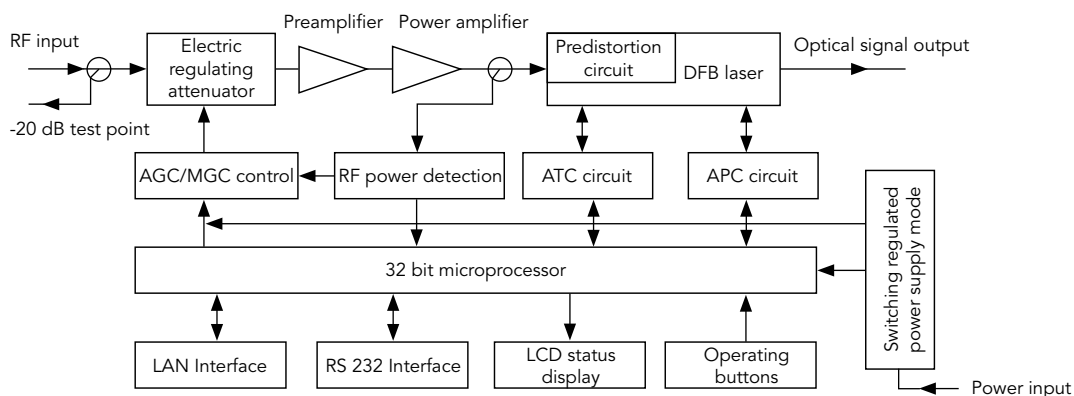 Preamplifier
Power amplifier
RF input
Electric
regulating
attenuator
Predistortion
circuit
DFB laser
Optical signal output
-20 dB test point
AGC/MGC control
RF power detection
ATC circuit
APC circuit
Switching regulated
power supply mode
32 bit microprocessor
LAN Interface
RS 232 Interface
LCD status
display
Operating
buttons
Power input